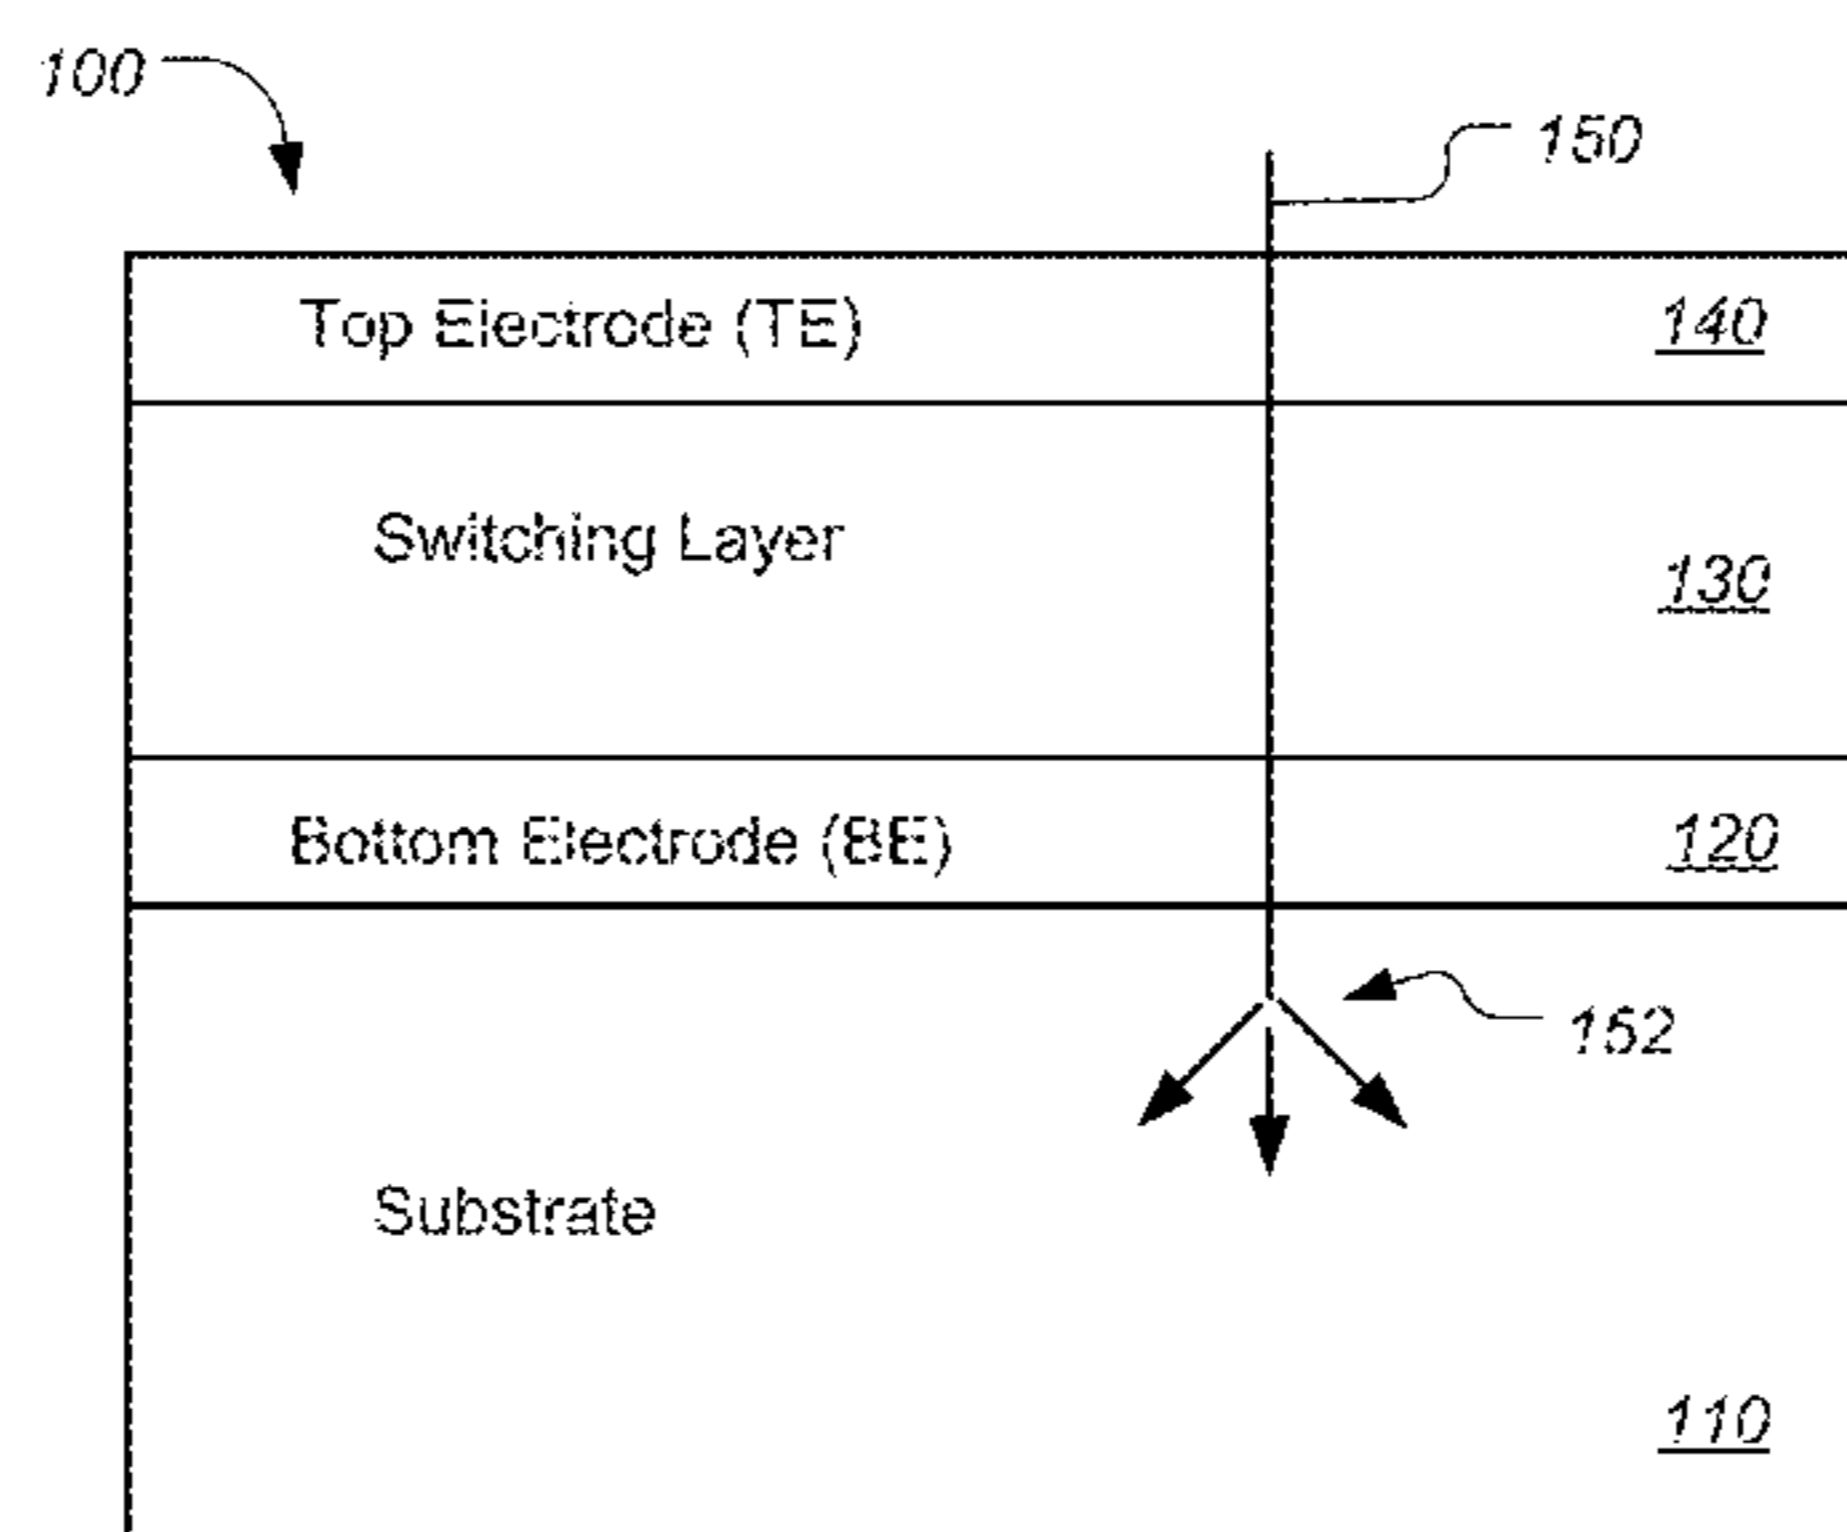 100
150
Top Electrode (TE) 140
Switching Layer
130
Bottom Electrode (BE) 120
152
Substrate
110